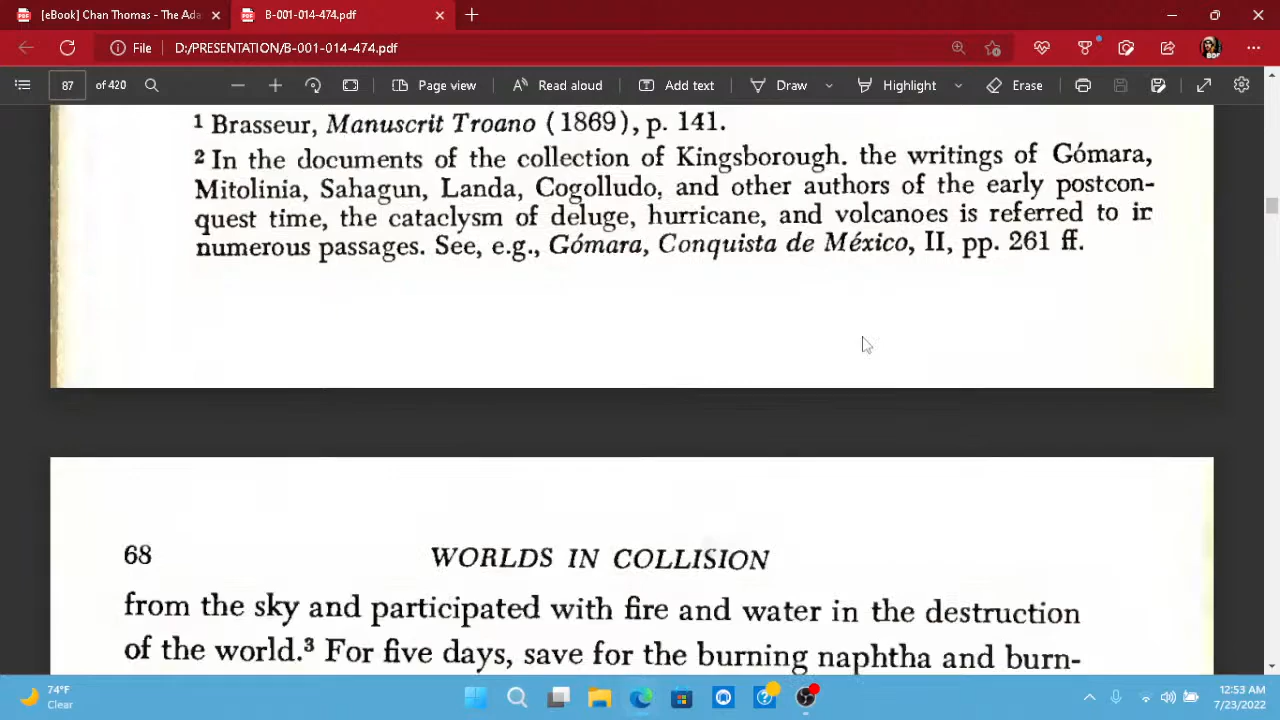 [eBook] Chan Thomas - The Ada
B-001-014-474.pdf
File
D:/PRESENTATION/B-001-014-474.pdf
87
of 420
Page view
Read aloud
Add text
Draw
Highlight
Erase
1 Brasseur, Manuscrit Troano (1869), p. 141.
2 In the documents of the collection of Kingsborough. the writings of Gómara,
Mitolinia, Sahagun, Landa, Cogolludo, and other authors of the early postcon-
quest time, the cataclysm of deluge, hurricane, and volcanoes is referred to in
numerous passages. See, e.g., Gómara, Conquista de México, II, pp. 261 ff.
68
WORLDS IN COLLISION
from the sky and participated with fire and water in the destruction
of the world.3 For five days, save for the burning naphtha and burn-
74°F
Clear
12:53 AM
7/23/2022